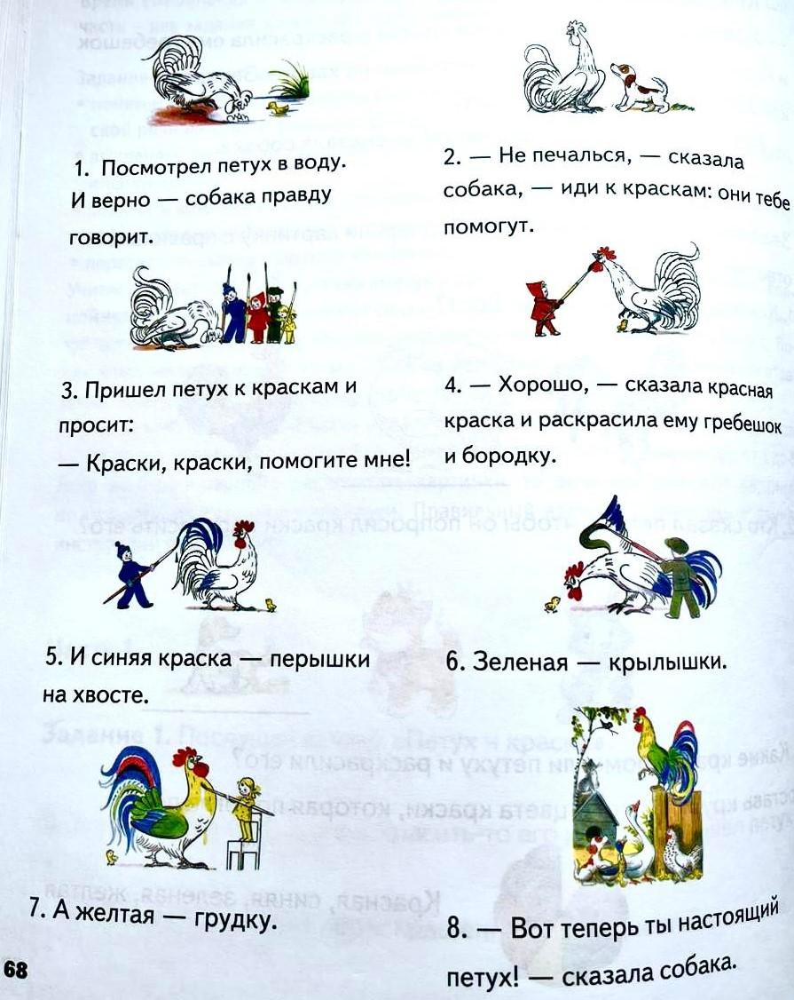 1. Посмотрел петух в воду.
И верно — собака правду
говорит.
2. — Не печалься, — сказала
собака, — иди к краскам: они тебе
помогут.
3. Пришел петух к краскам и
просит:
— Краски, краски, помогите мне!
4. — Хорошо, — сказала красная
краска и раскрасила ему гребешок
и бородку.
5. И синяя краска — перышки
на хвосте.
6. Зеленая — крылышки.
7. А желтая — грудку.
8. — Вот теперь ты настоящий
петух! — сказала собака.
68